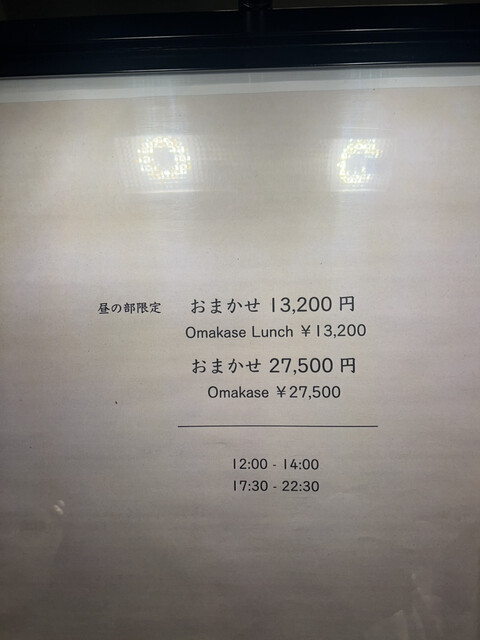 昼の部限定 おまかせ 13,200 円
Omakase Lunch ￥13,200
おまかせ 27,500 円
Omakase ￥27,500
12:00 - 14:00
17:30 - 22:30